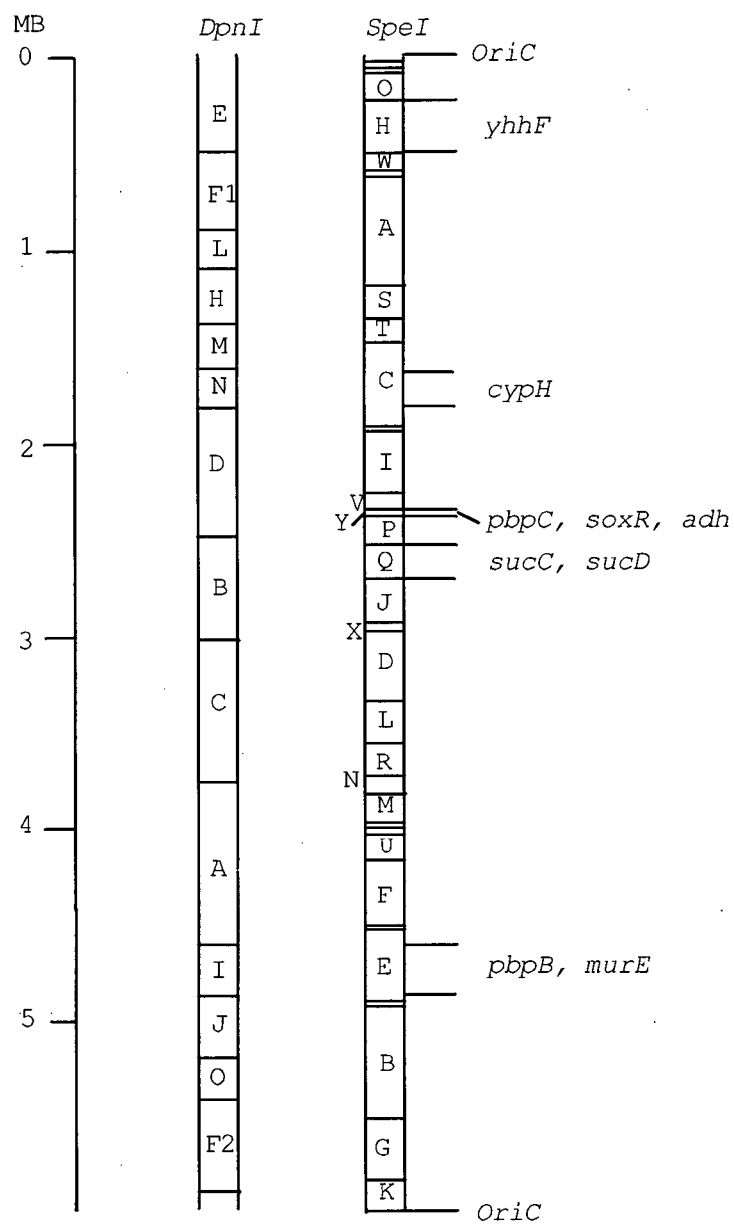 MB
DpnI
SpeI
0
OriC
O
E
H
yhhF
W
F1
A
1
L
H
S
T
M
C
N
cypH
2
D
I
V
Y
pbpC, soxR, adh
P
Q
sucC, sucD
B
J
3
X
D
C
L
R
N
M
4
U
A
F
I
E
pbpB, murE
5
J
B
O
F2
G
K
OriC